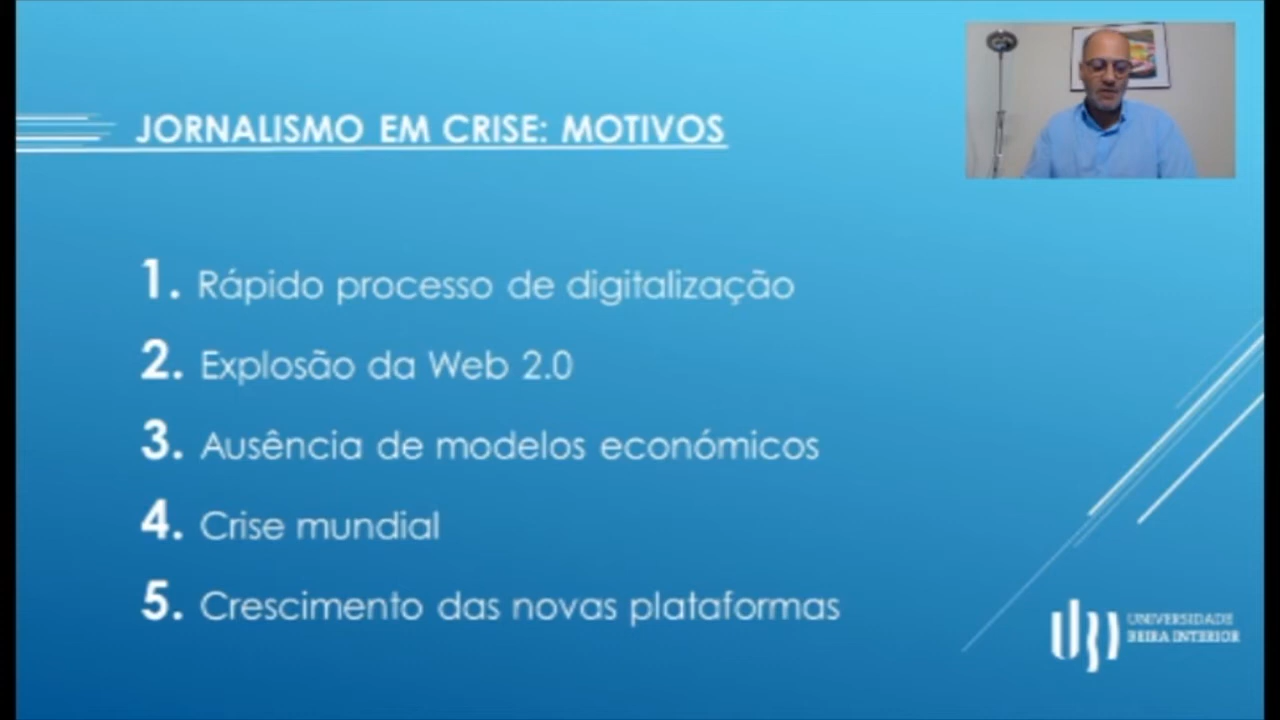 JORNALISMO EM CRISE: MOTIVOS
1. Rápido processo de digitalização
2. Explosão da Web 2.0
3. Ausência de modelos económicos
4. Crise mundial
5. Crescimento das novas plataformas
UNIVERSIDADE
BEIRA INTERIOR